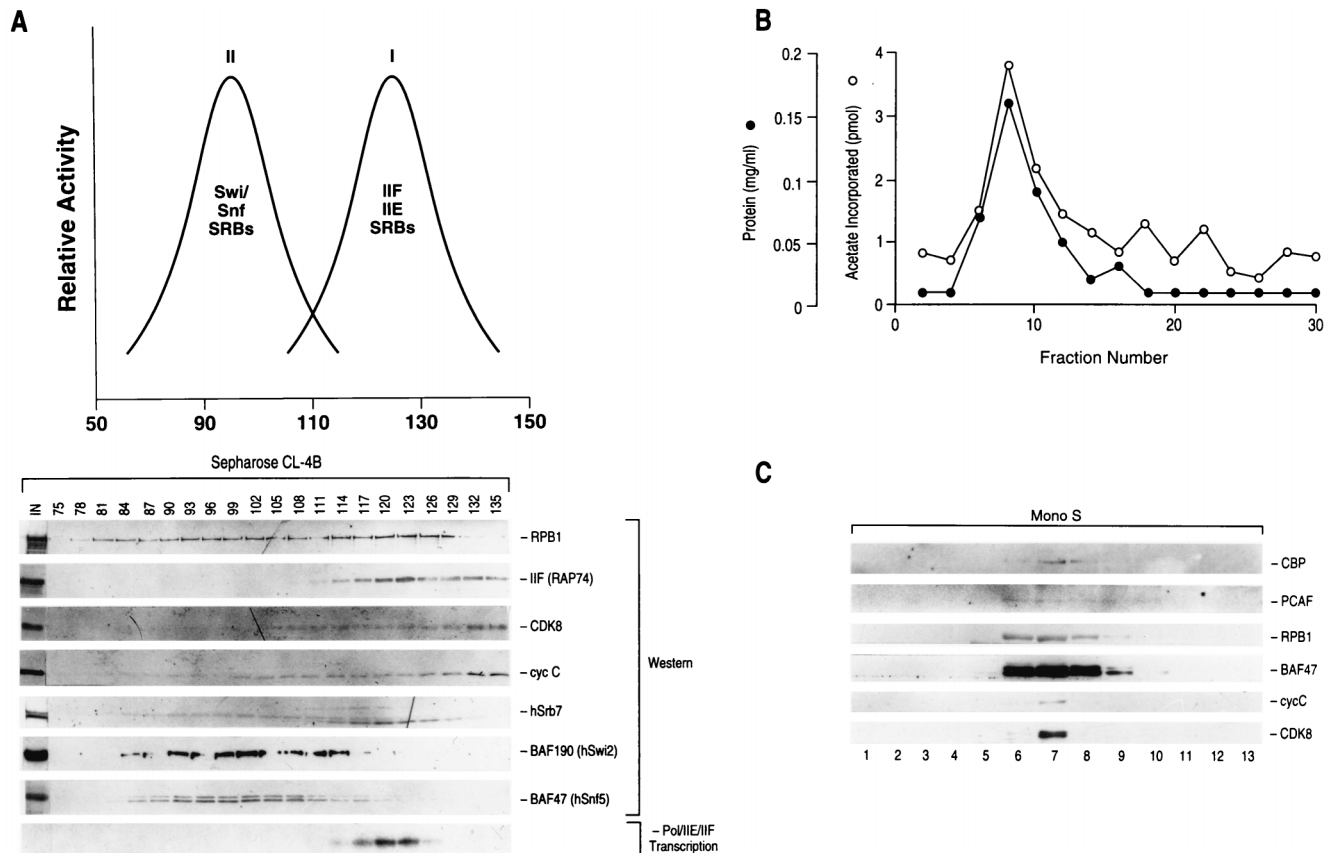 A
II
I
Relative Activity
Swi/
Snf
SRBs
IIF
IIE
SRBs
50 90 110 130 150
Sepharose CL-4B
IN 75 78 81 84 87 90 93 96 99 102 105 108 111 114 117 120 123 126 129 132 135
– RPB1
– IIF (RAP74)
– CDK8
– cyc C
– hSrb7
– BAF190 (hSwi2)
– BAF47 (hSnf5)
Western
– Pol/IIE/IIF
Transcription
B
Protein (mg/ml)
0.2
0.15
0.1
0.05
0
Acetate Incorporated (pmol)
4
3
2
1
0
0 10 20 30
Fraction Number
C
Mono S
– CBP
– PCAF
– RPB1
– BAF47
– cycC
– CDK8
1 2 3 4 5 6 7 8 9 10 11 12 13